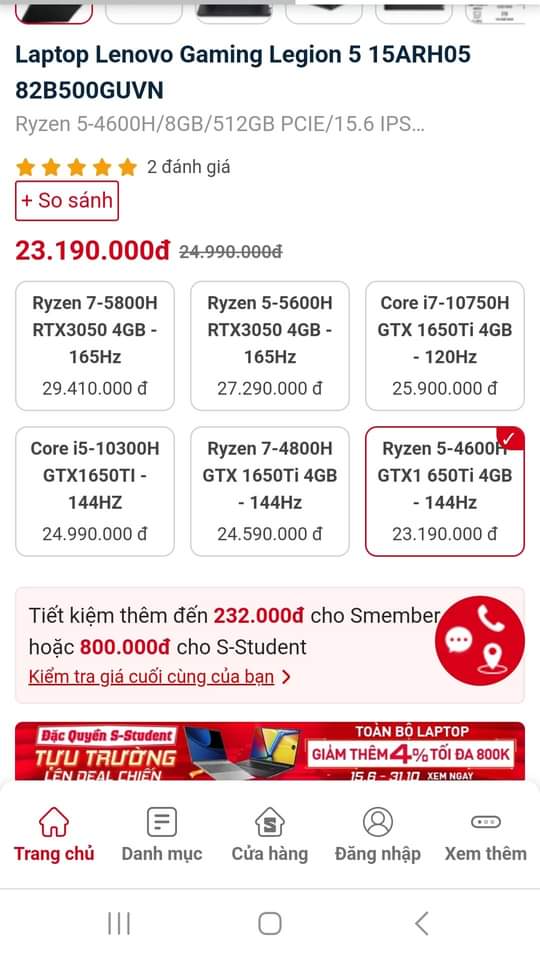 Laptop Lenovo Gaming Legion 5 15ARH05
82B500GUVN
Ryzen 5-4600H/8GB/512GB PCIE/15.6 IPS…
2 đánh giá
+ So sánh
23.190.000đ 24.990.000đ
Ryzen 7-5800H
RTX3050 4GB -
165Hz
29.410.000 đ
Ryzen 5-5600H
RTX3050 4GB -
165Hz
27.290.000 đ
Core i7-10750H
GTX 1650Ti 4GB
- 120Hz
25.900.000 đ
Core i5-10300H
GTX1650TI -
144HZ
24.990.000 đ
Ryzen 7-4800H
GTX 1650Ti 4GB
- 144Hz
24.590.000 đ
Ryzen 5-4600H
GTX1 650Ti 4GB
- 144Hz
23.190.000 đ
Tiết kiệm thêm đến 232.000đ cho Smember
hoặc 800.000đ cho S-Student
Kiểm tra giá cuối cùng của bạn
Đặc Quyền S-Student
TỰU TRƯỜNG
LÊN DEAL CHIẾN
TOÀN BỘ LAPTOP
GIẢM THÊM 4% TỐI ĐA 800K
15.6 - 31.10 XEM NGAY
Trang chủ
Danh mục
S
Cửa hàng
Đăng nhập
Xem thêm